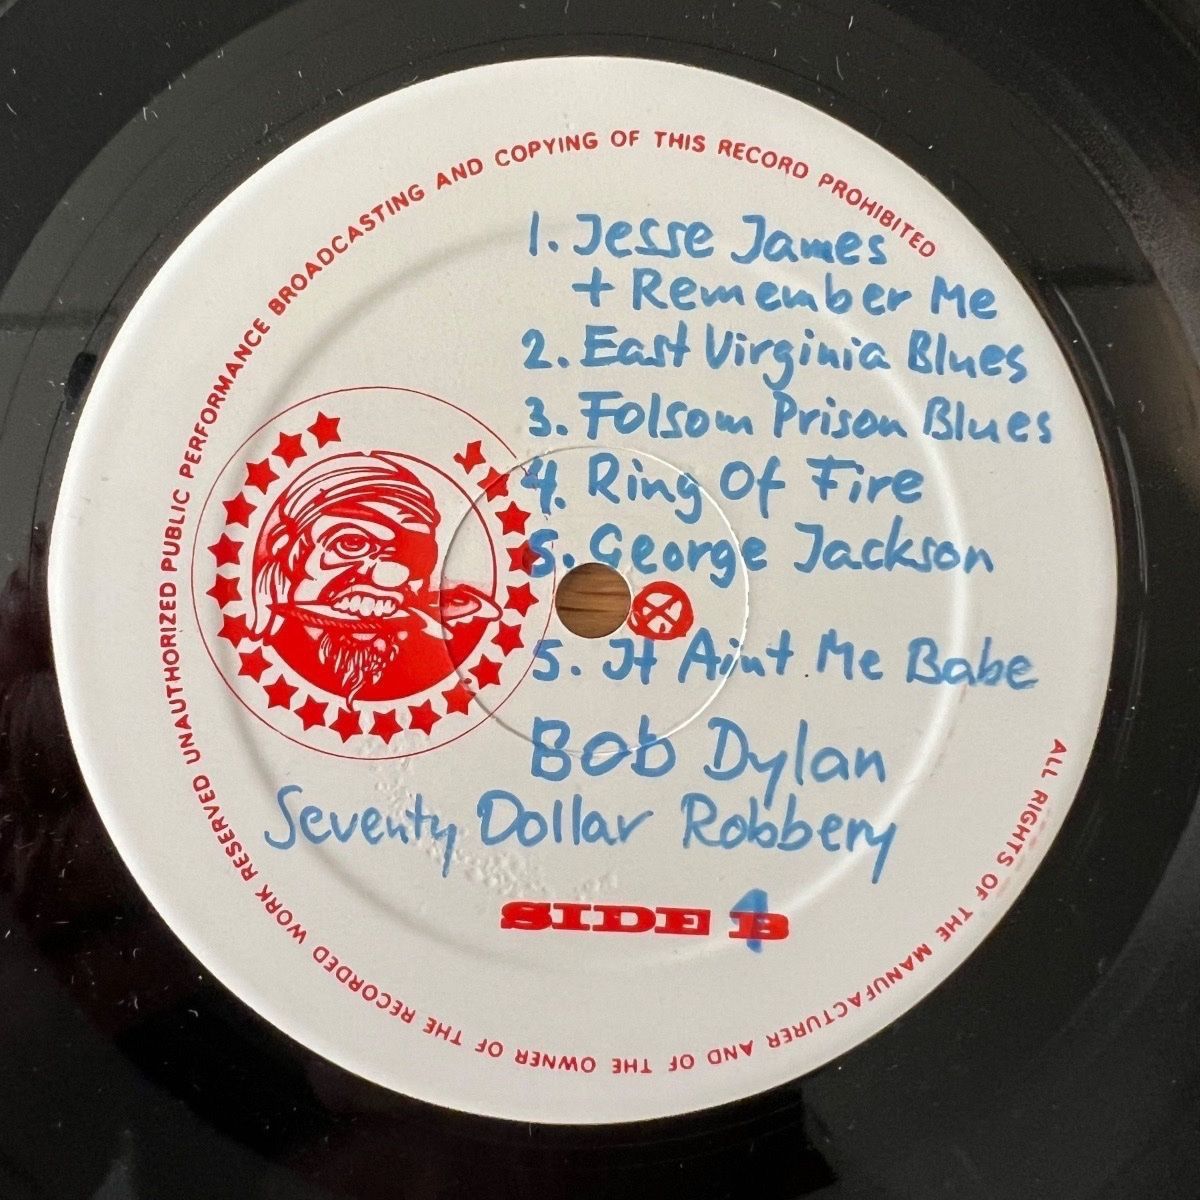 ALL RIGHTS OF THE MANUFACTURER AND OF THE OWNER OF THE RECORDED WORK RESERVED UNAUTHORIZED PUBLIC PERFORMANCE BROADCASTING AND COPYING OF THIS RECORD PROHIBITED
1. Jesse James
+ Remember Me
2. East Virginia Blues
3. Folsom Prison Blues
4. Ring Of Fire
5. George Jackson
5. It Aint Me Babe
Bob Dylan
Seventy Dollar Robbery
SIDE B